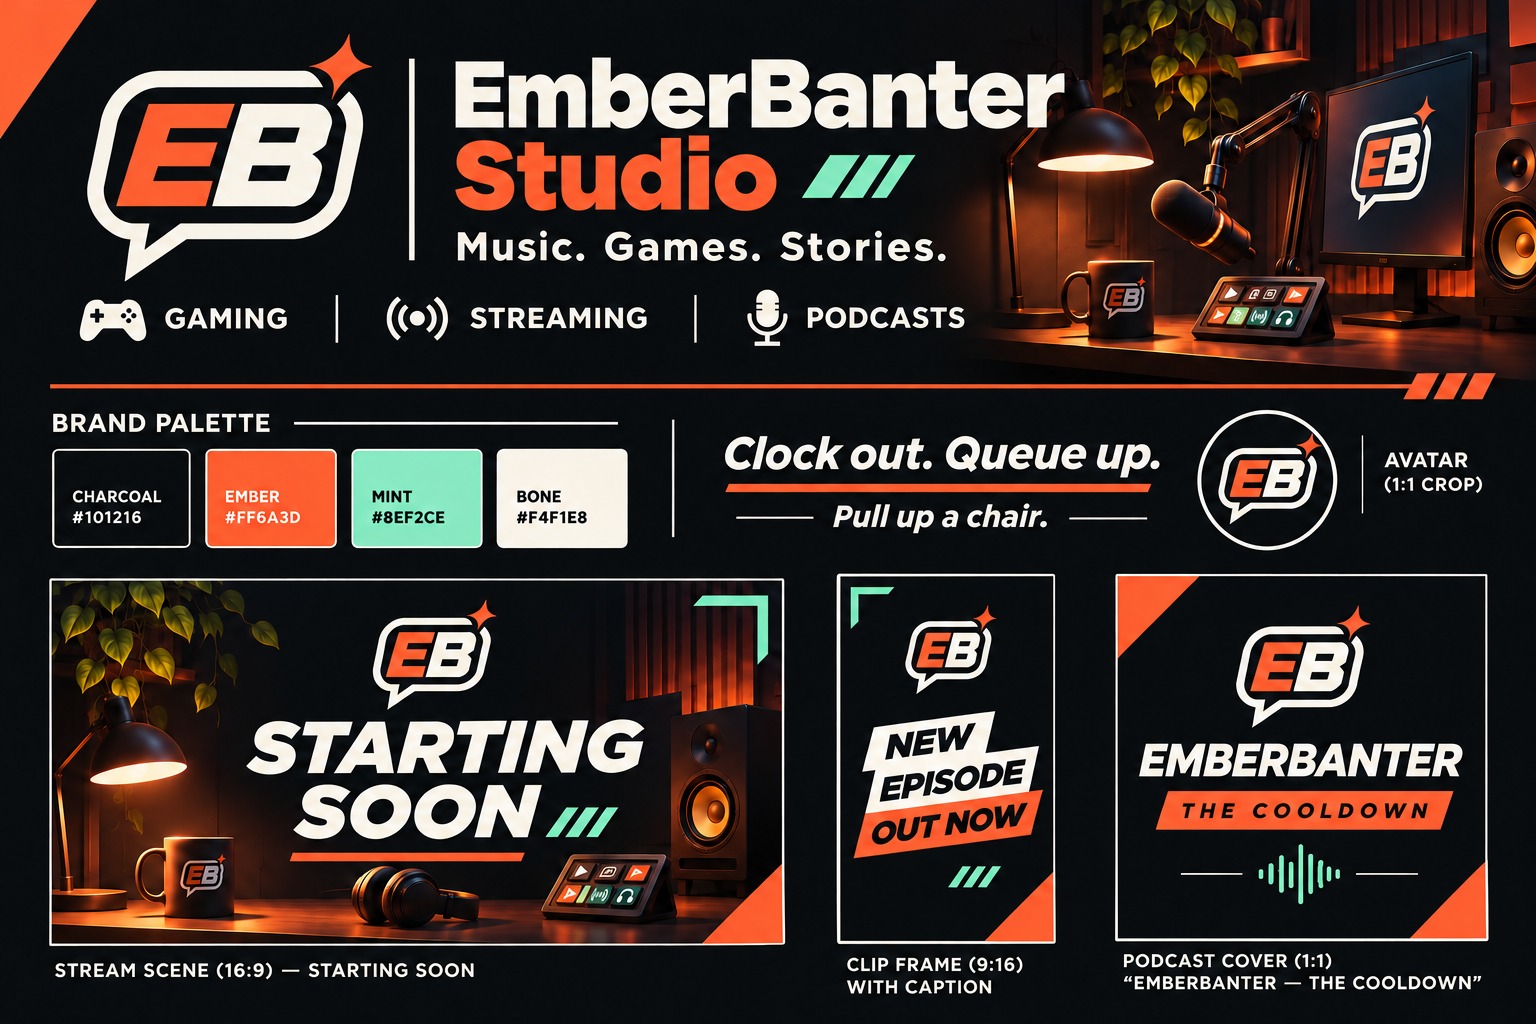 EB
EmberBanter
Studio
Music. Games. Stories.
EB
EB
GAMING
STREAMING
PODCASTS
BRAND PALETTE
CHARCOAL
#101216
EMBER
#FF6A3D
MINT
#8EF2CE
BONE
#F4F1E8
Clock out. Queue up.
Pull up a chair.
EB
AVATAR
(1:1 CROP)
EB
STARTING
SOON
EB
STREAM SCENE (16:9) — STARTING SOON
EB
NEW
EPISODE
OUT NOW
CLIP FRAME (9:16)
WITH CAPTION
EB
EMBERBANTER
THE COOLDOWN
PODCAST COVER (1:1)
“EMBERBANTER — THE COOLDOWN”